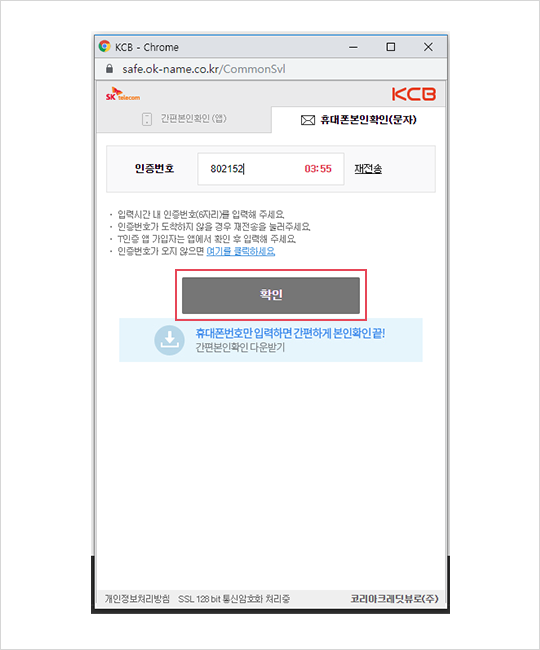 KCB - Chrome
safe.ok-name.co.kr/CommonSvl
SK telecom
KCB
간편본인확인(앱)
휴대폰본인확인(문자)
인증번호
802152
03:55
재전송
· 입력시간 내 인증번호(6자리)를 입력해 주세요.
· 인증번호가 도착하지 않을 경우 재전송을 눌러주세요.
· T인증 앱 가입자는 앱에서 확인 후 입력해 주세요.
· 인증번호가 오지 않으면 여기를 클릭하세요.
확인
휴대폰번호만 입력하면 간편하게 본인확인 끝!
간편본인확인 다운받기
개인정보처리방침 SSL 128 bit 통신암호화 처리중
코리아크레딧뷰로(주)